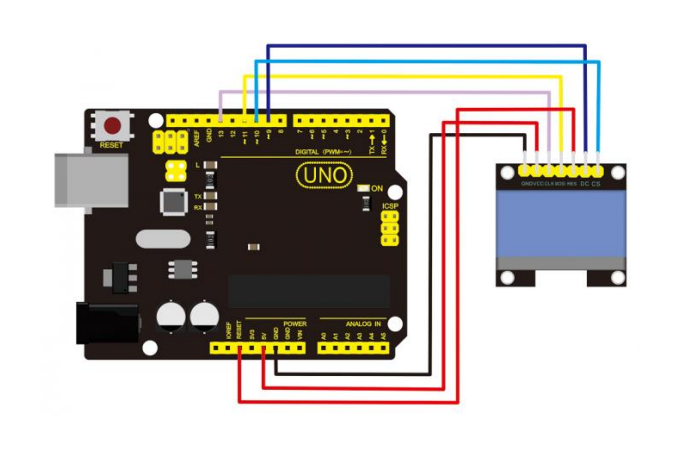 RESET
AREF
GND
13
12
~11
~10
~9
8
7
~6
~5
4
~3
2
TX→1
RX←0
DIGITAL (PWM=~)
L
TX
RX
UNO
ON
ICSP
GND VCC CLK MOSI RES DC CS
POWER
ANALOG IN
IOREF
RESET
3V3
5V
GND
GND
VIN
A0
A1
A2
A3
A4
A5